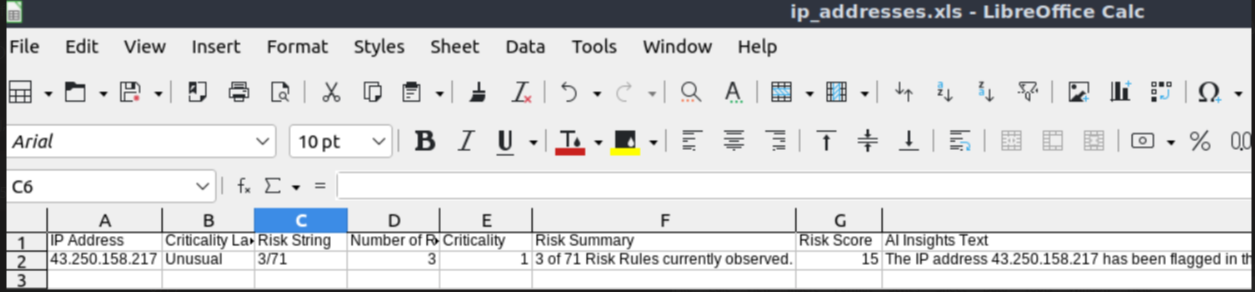 ip_addresses.xls - LibreOffice Calc
File Edit View Insert Format Styles Sheet Data Tools Window Help
Arial 10 pt B I U
C6 fx Σ =
A B C D E F G
1 IP Address Criticality La Risk String Number of R Criticality Risk Summary Risk Score AI Insights Text
2 43.250.158.217 Unusual 3/71 3 1 3 of 71 Risk Rules currently observed. 15 The IP address 43.250.158.217 has been flagged in th
3